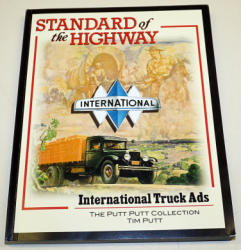 STANDARD of
the HIGHWAY
INTERNATIONAL
International Truck Ads
THE PUTT PUTT COLLECTION
TIM PUTT